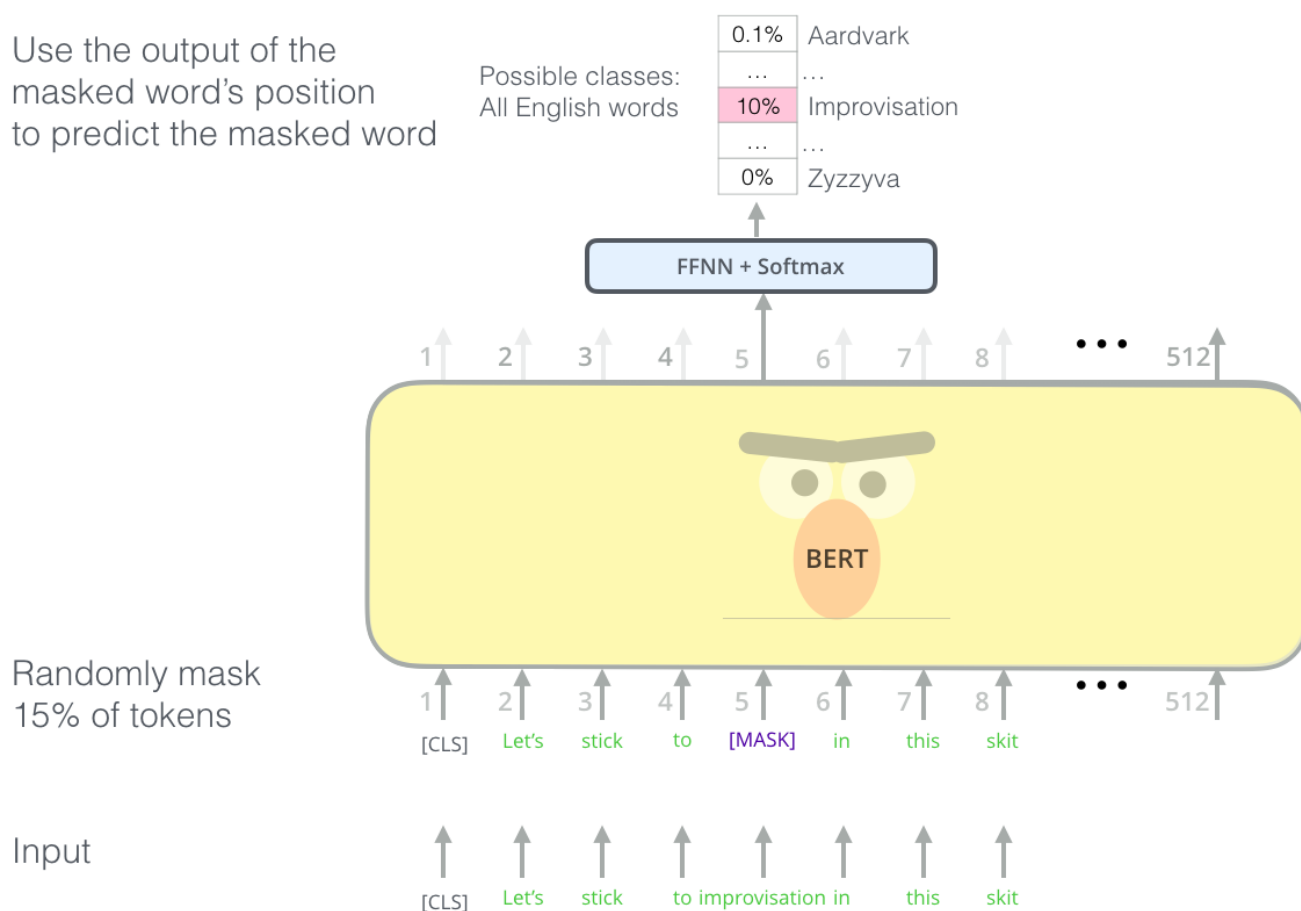 Use the output of the
masked word's position
to predict the masked word
Possible classes:
All English words
0.1% Aardvark
... ...
10% Improvisation
... ...
0% Zyzzyva
FFNN + Softmax
1 2 3 4 5 6 7 8 ••• 512
BERT
Randomly mask
15% of tokens
1 2 3 4 5 6 7 8 ••• 512
[CLS] Let's stick to [MASK] in this skit
Input
[CLS] Let's stick to improvisation in this skit